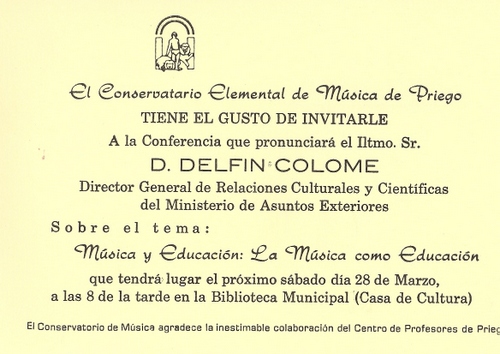 El Conservatario Elemental de Música de Priego
TIENE EL GUSTO DE INVITARLE
A la Conferencia que pronunciará el Iltmo. Sr.
D. DELFIN COLOME
Director General de Relaciones Culturales y Científicas
del Ministerio de Asuntos Exteriores
Sobre el tema:
Música y Educación: La Música como Educación
que tendrá lugar el próximo sábado día 28 de Marzo,
a las 8 de la tarde en la Biblioteca Municipal (Casa de Cultura)
El Conservatorio de Música agradece la inestimable colaboración del Centro de Profesores de Prieg